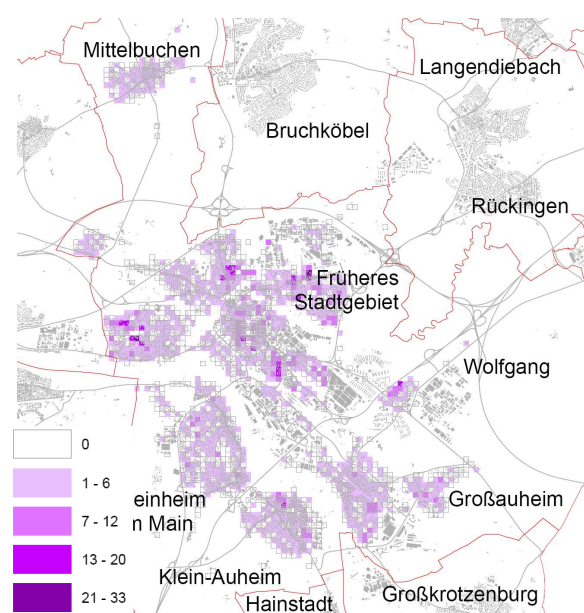 Mittelbuchen
Langendiebach
Bruchköbel
Rückingen
Früheres
Stadtgebiet
Wolfgang
0
1 - 6
7 - 12
13 - 20
21 - 33
einheim
n Main
Großauheim
Klein-Auheim
Hainstadt
Großkrotzenburg